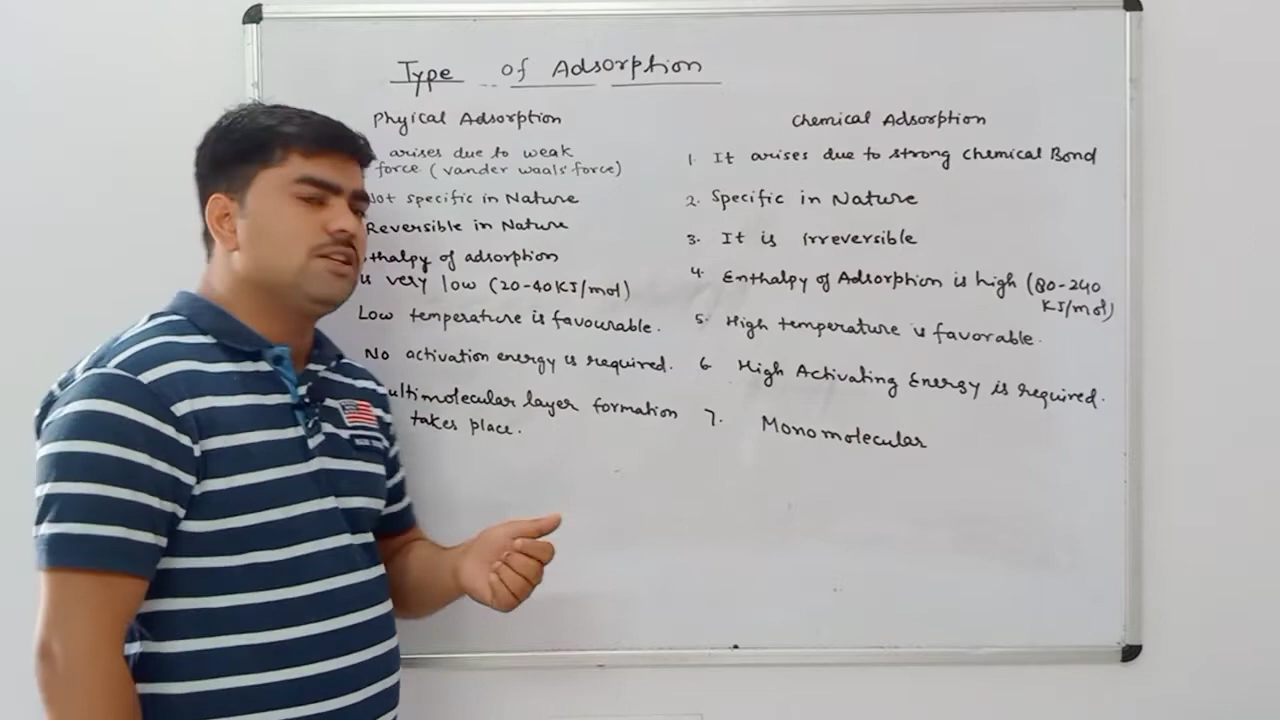 Type of Adsorption
Phyical Adsorption
arises due to weak
force (vander waals' force)
Not specific in Nature
Reversible in Nature
thalpy of adsorption
very low (20-40KJ/mol)
Low temperature is favourable.
No activation energy is required.
ultimolecular layer formation
takes place.
Chemical Adsorption
1. It arises due to strong chemical Bond
2. Specific in Nature
3. It is Irreversible
4. Enthalpy of Adsorption is high (80-240
KJ/mol)
5. High temperature is favorable.
6 High Activating Energy is required.
7. Monomolecular